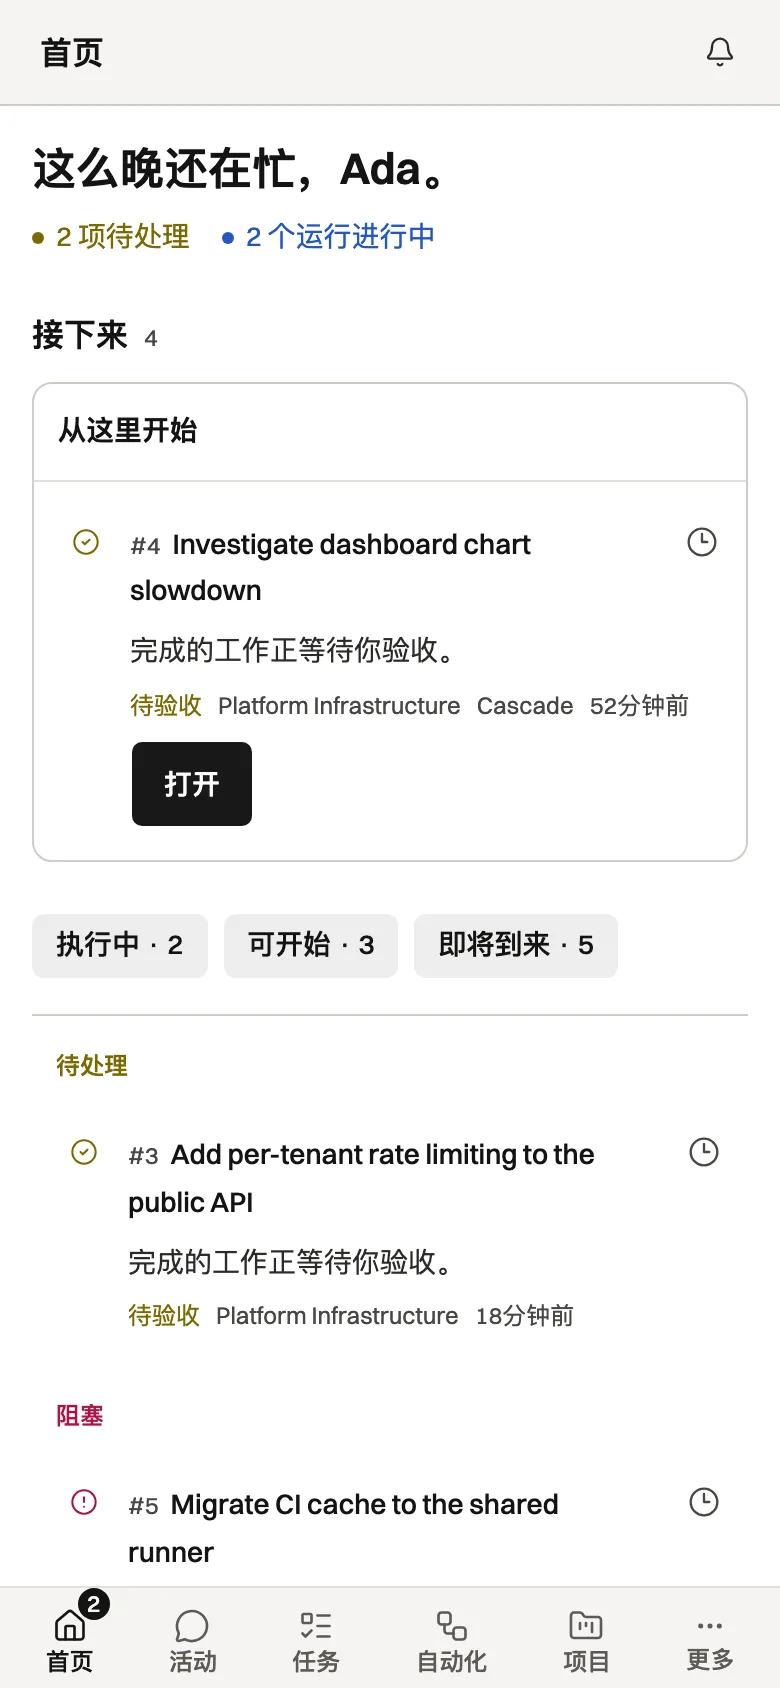 首页
这么晚还在忙，Ada。
2 项待处理 2 个运行进行中
接下来 4
从这里开始
#4 Investigate dashboard chart
slowdown
完成的工作正等待你验收。
待验收 Platform Infrastructure Cascade 52分钟前
打开
执行中 · 2 可开始 · 3 即将到来 · 5
待处理
#3 Add per-tenant rate limiting to the
public API
完成的工作正等待你验收。
待验收 Platform Infrastructure 18分钟前
阻塞
#5 Migrate CI cache to the shared
runner
2
首页 活动 任务 自动化 项目 更多